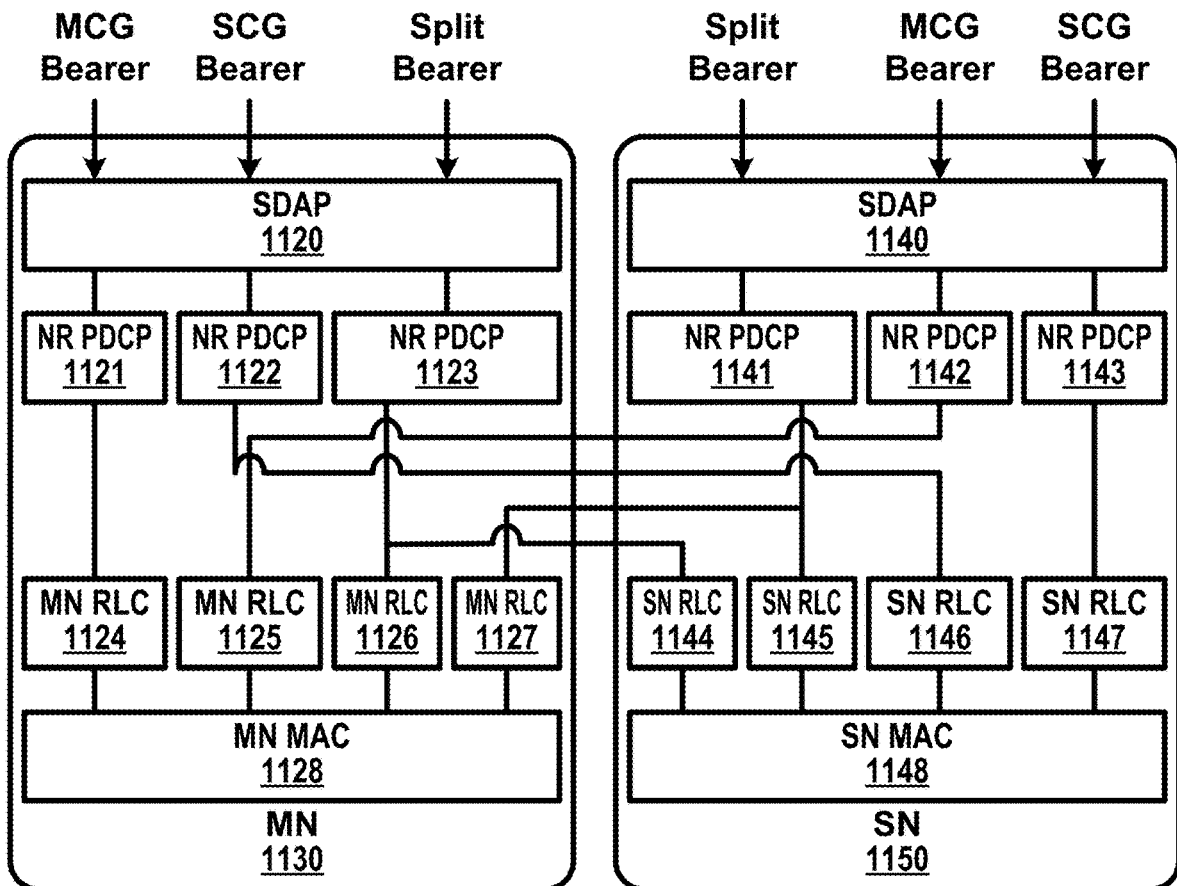 MCG Bearer
SCG Bearer
Split Bearer
Split Bearer
MCG Bearer
SCG Bearer
SDAP
1120
SDAP
1140
NR PDCP
1121
NR PDCP
1122
NR PDCP
1123
NR PDCP
1141
NR PDCP
1142
NR PDCP
1143
MN RLC
1124
MN RLC
1125
MN RLC
1126
MN RLC
1127
SN RLC
1144
SN RLC
1145
SN RLC
1146
SN RLC
1147
MN MAC
1128
SN MAC
1148
MN
1130
SN
1150